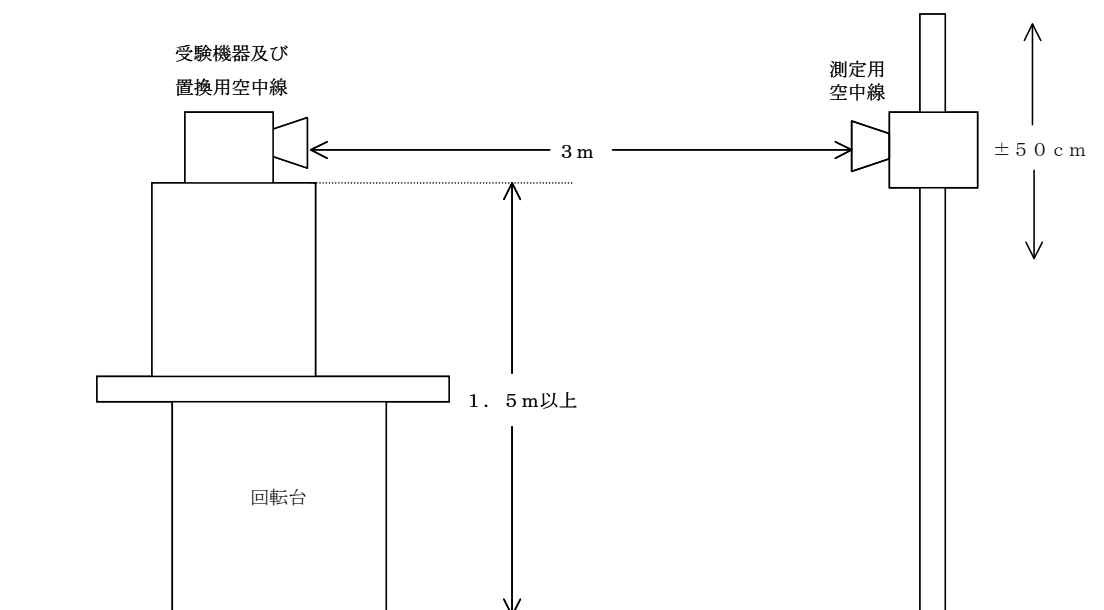 受験機器及び
置換用空中線
測定用
空中線
３ｍ
±５０ｃｍ
１．５ｍ以上
回転台